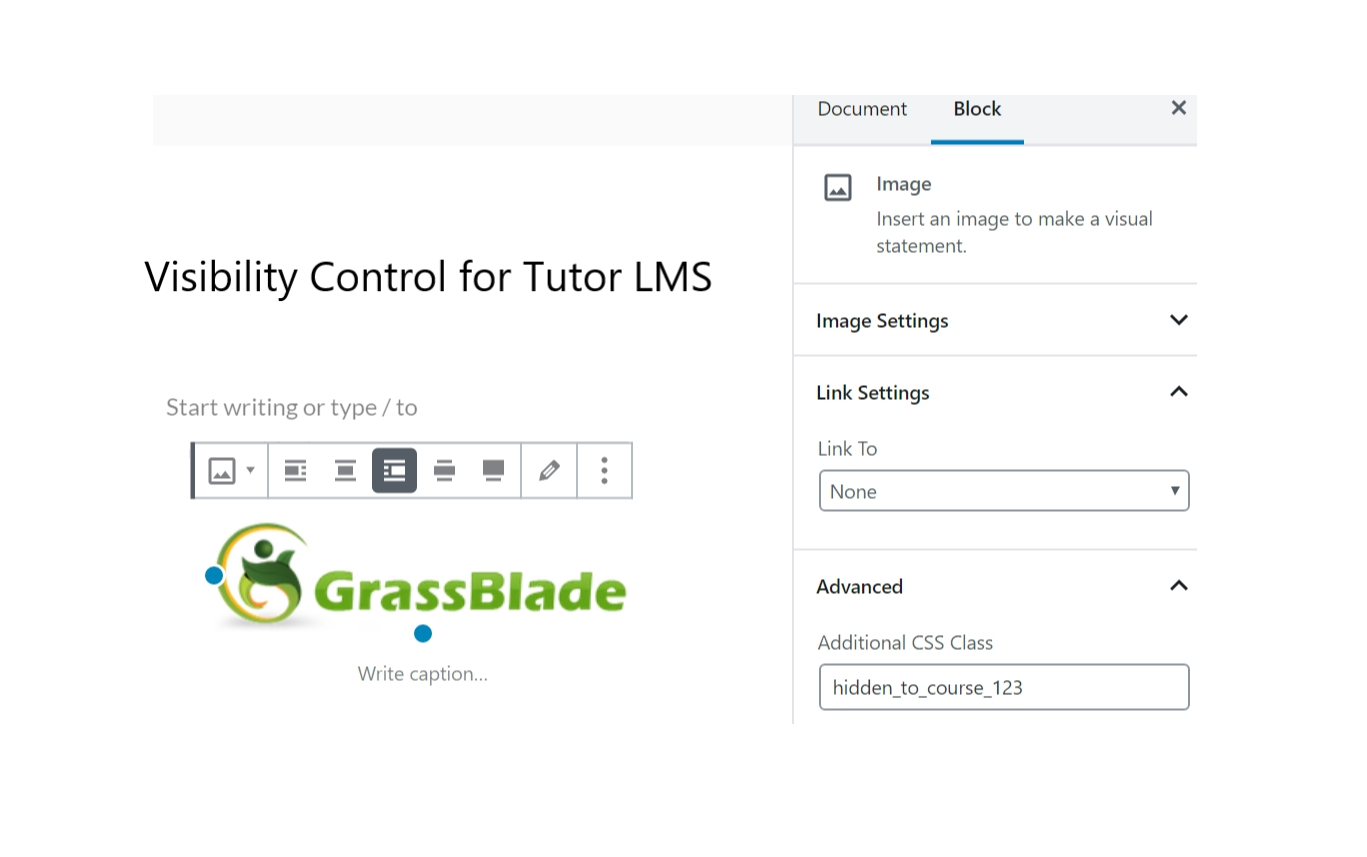 Document Block
Image
Insert an image to make a visual
statement.
Visibility Control for Tutor LMS
Image Settings
Link Settings
Start writing or type / to
Link To
None
GrassBlade
Advanced
Additional CSS Class
Write caption...
hidden_to_course_123